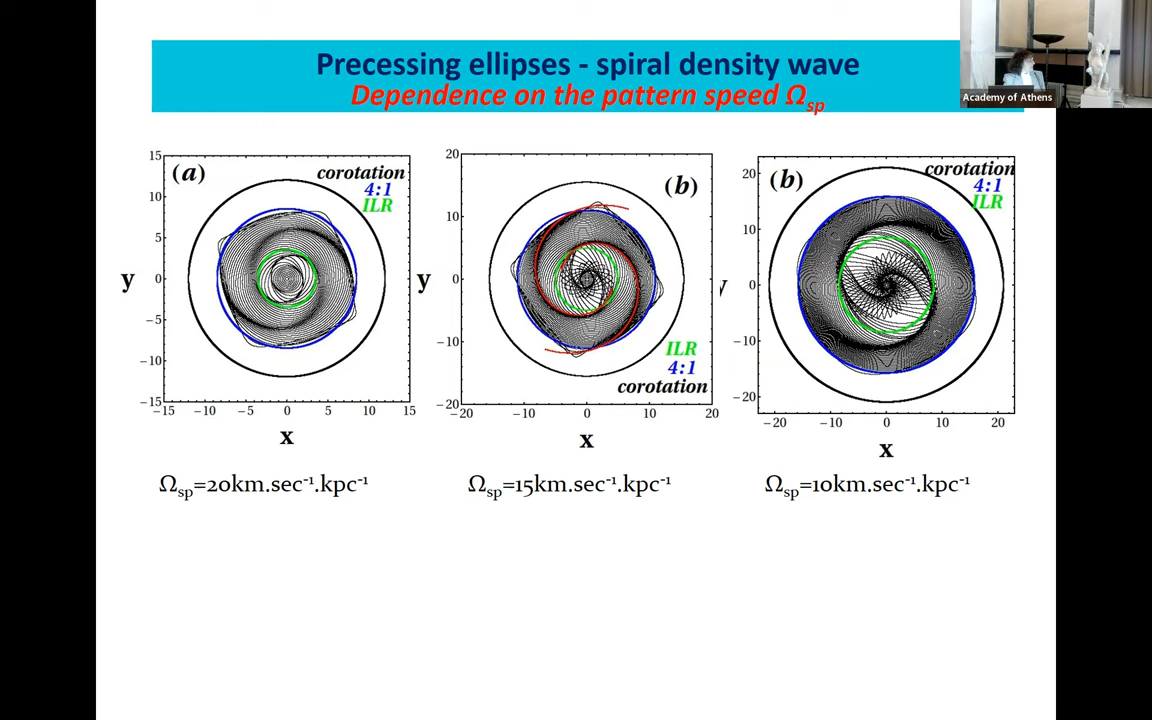 Precessing ellipses - spiral density wave
Dependence on the pattern speed Ωsp
Academy of Athens
(a)
corotation
4:1
ILR
15
10
5
0
−5
−10
−15
y
−15 −10 −5 0 5 10 15
x
(b)
20
10
0
−10
−20
y
ILR
4:1
corotation
−20 −10 0 10 20
x
(b)
corotation
4:1
ILR
20
10
0
−10
−20
y
−20 −10 0 10 20
x
Ωsp=20km.sec⁻¹.kpc⁻¹
Ωsp=15km.sec⁻¹.kpc⁻¹
Ωsp=10km.sec⁻¹.kpc⁻¹